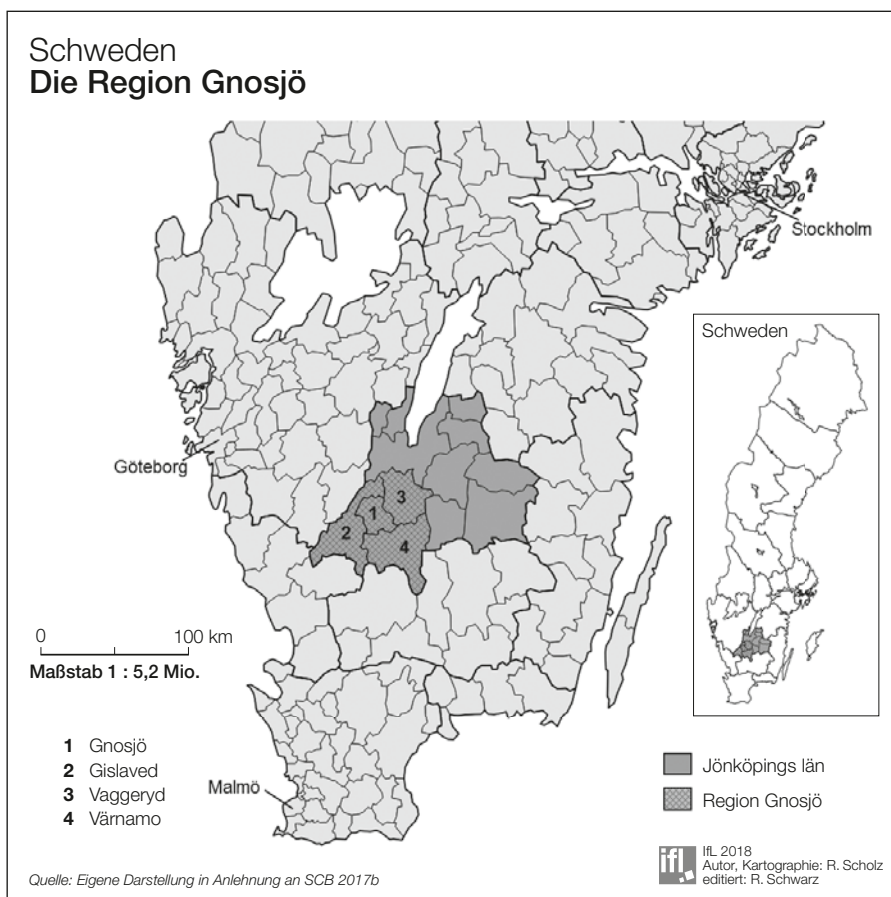 Schweden
Die Region Gnosjö
Stockholm
Schweden
Göteborg
3
1
2
4
0 100 km
Maßstab 1 : 5,2 Mio.
1 Gnosjö
2 Gislaved
3 Vaggeryd
4 Värnamo
Malmö
Jönköpings län
Region Gnosjö
ifl
IfL 2018
Autor, Kartographie: R. Scholz
editiert: R. Schwarz
Quelle: Eigene Darstellung in Anlehnung an SCB 2017b